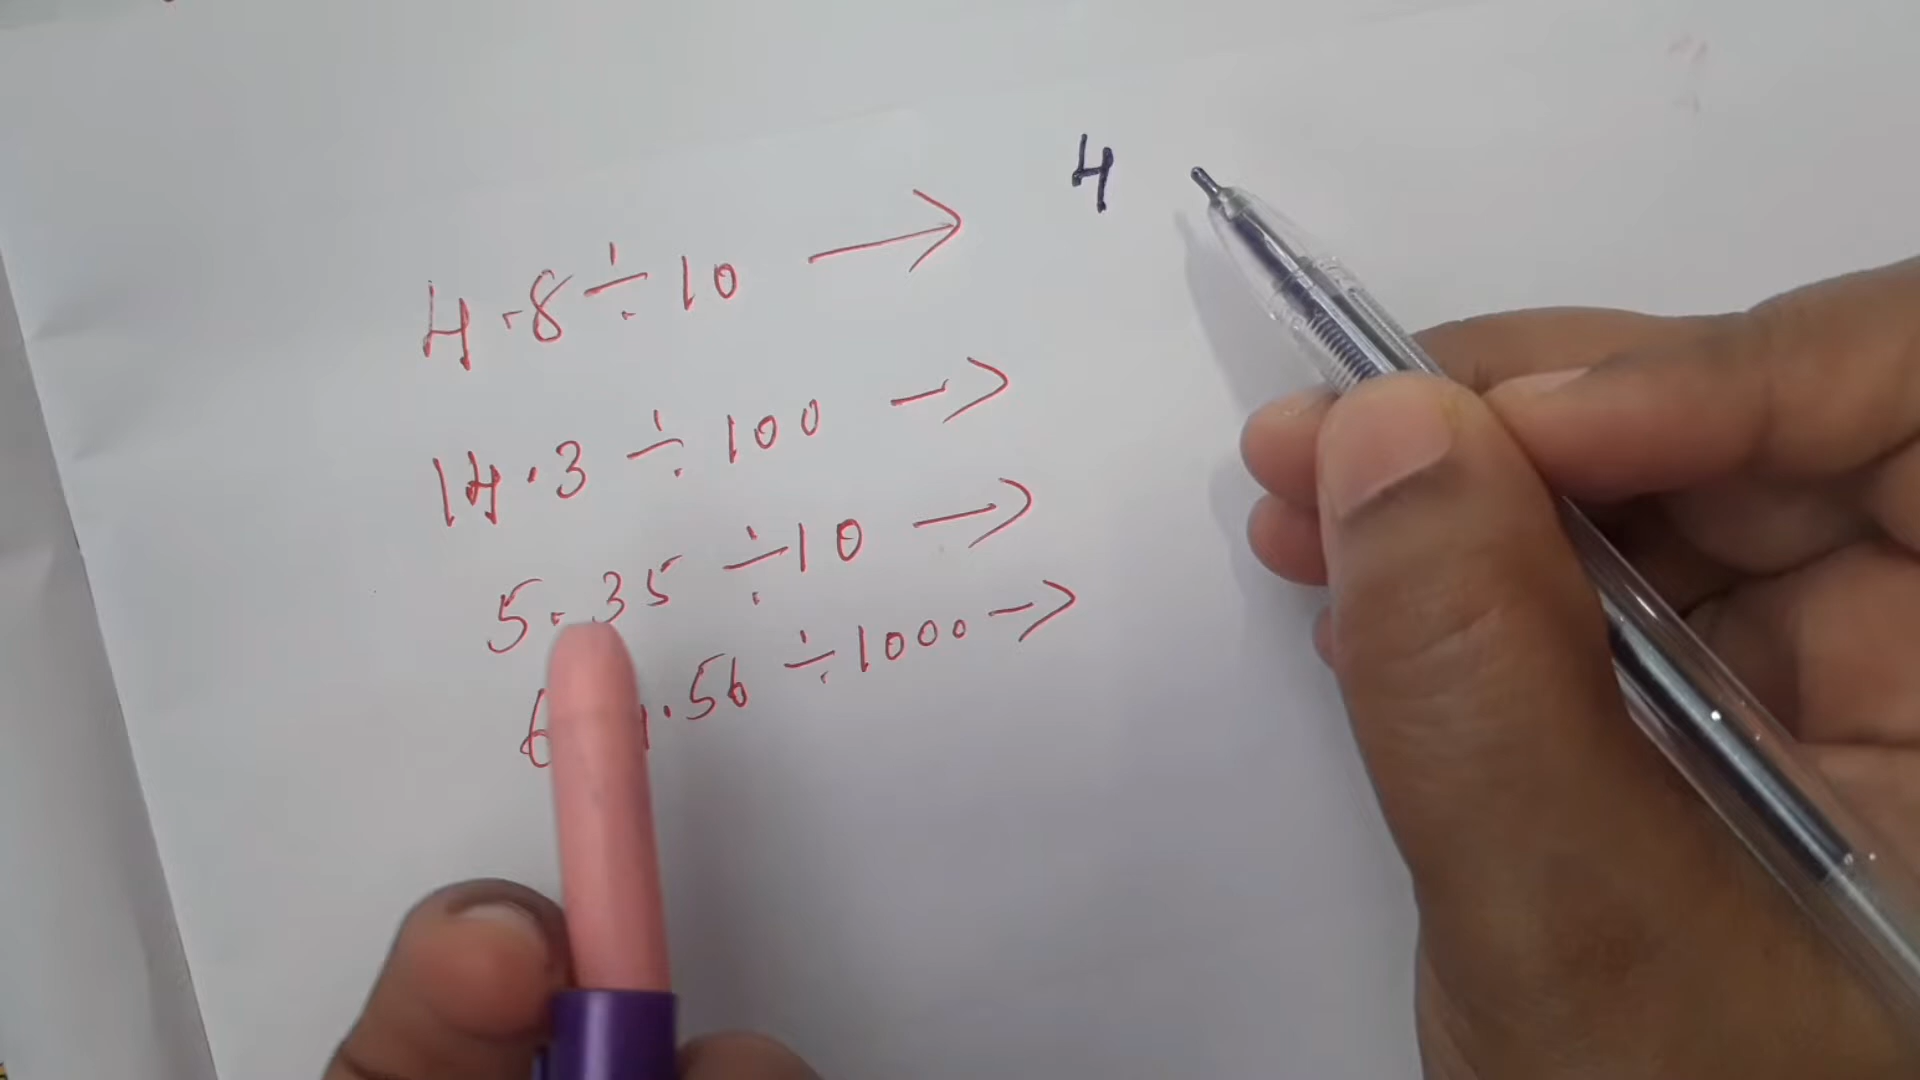 4.8 ÷ 10 → 4
14.3 ÷ 100 →
5.35 ÷ 10 →
.56 ÷ 1000 →